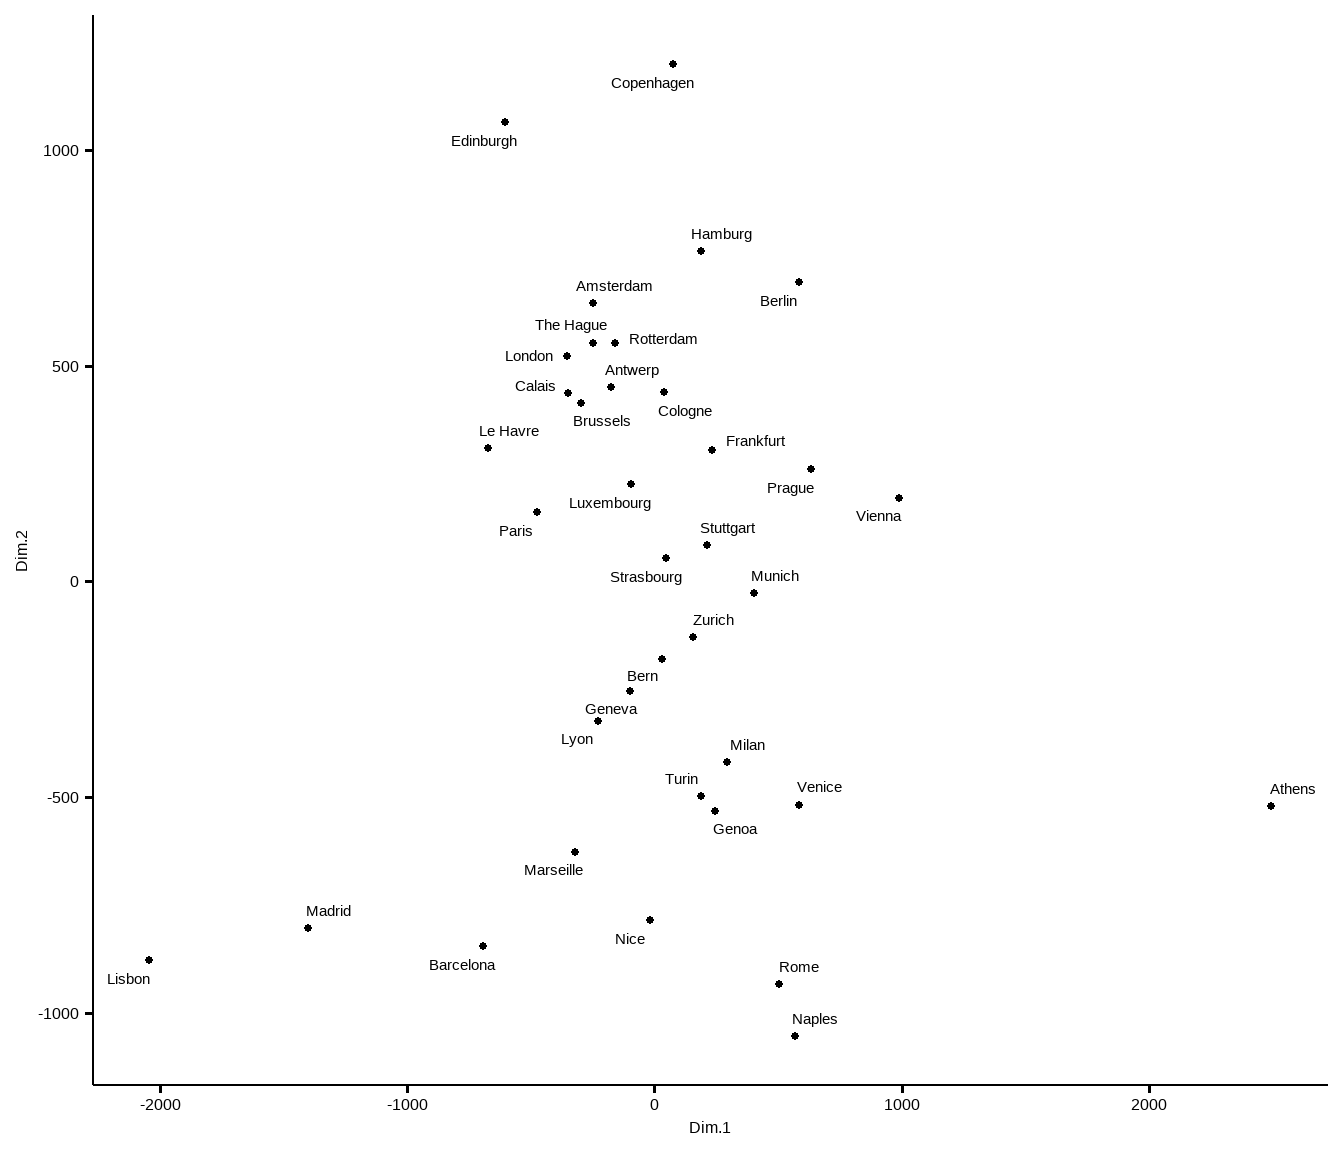 Copenhagen
Edinburgh
1000
Hamburg
Berlin
Amsterdam
The Hague
Rotterdam
London
500
Antwerp
Calais
Cologne
Brussels
Le Havre
Frankfurt
Prague
Luxembourg
Vienna
Paris
Stuttgart
Dim.2
Strasbourg
Munich
0
Zurich
Bern
Geneva
Lyon
Milan
Turin
Venice
Athens
-500
Genoa
Marseille
Madrid
Nice
Barcelona
Rome
Lisbon
-1000
Naples
-2000
-1000
0
1000
2000
Dim.1